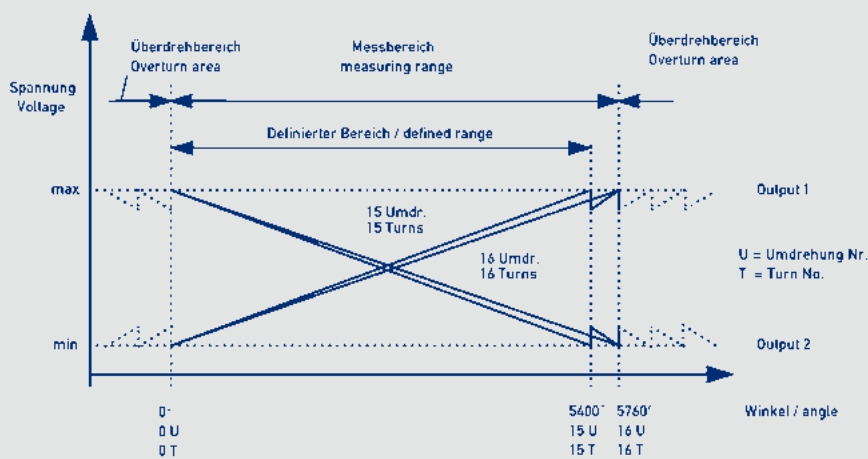 Überdrehbereich
Overturn area
Messbereich
measuring range
Überdrehbereich
Overturn area
Spannung
Voltage
Definierter Bereich / defined range
max
Output 1
15 Umdr.
15 Turns
16 Umdr.
16 Turns
U = Umdrehung Nr.
T = Turn No.
min
Output 2
0°
0 U
0 T
5400°
15 U
15 T
5760°
16 U
16 T
Winkel / angle